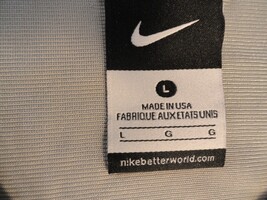 L
MADE IN USA
FABRIQUE AUX ETATS UNIS
L G G
nikebetterworld.com